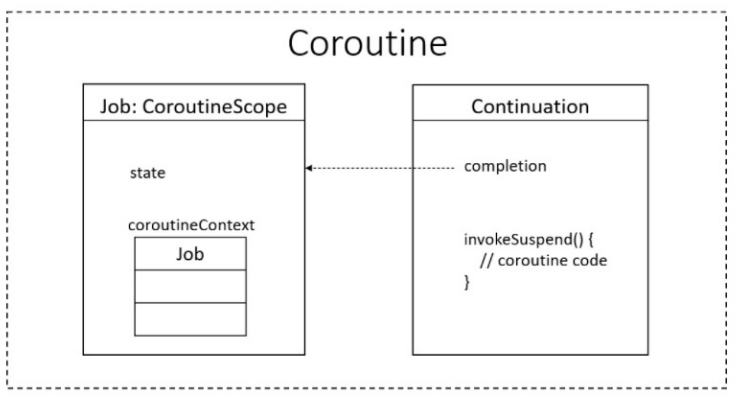 Coroutine
Job: CoroutineScope
state
coroutineContext
Job
Continuation
completion
invokeSuspend() {
// coroutine code
}